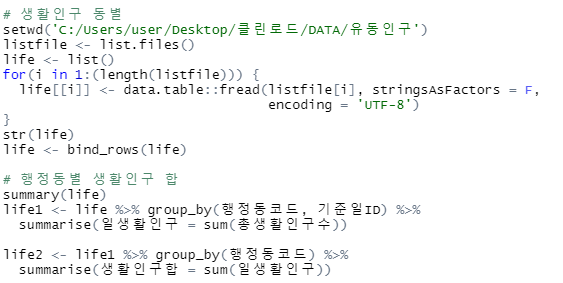 # 생활인구 동별
setwd('C:/Users/user/Desktop/클린로드/DATA/유동인구')
listfile <- list.files()
life <- list()
for(i in 1:(length(listfile))) {
  life[[i]] <- data.table::fread(listfile[i], stringsAsFactors = F,
                                 encoding = 'UTF-8')
}
str(life)
life <- bind_rows(life)

# 행정동별 생활인구 합
summary(life)
life1 <- life %>% group_by(행정동코드, 기준일ID) %>%
  summarise(일생활인구 = sum(총생활인구수))

life2 <- life1 %>% group_by(행정동코드) %>%
  summarise(생활인구합 = sum(일생활인구))